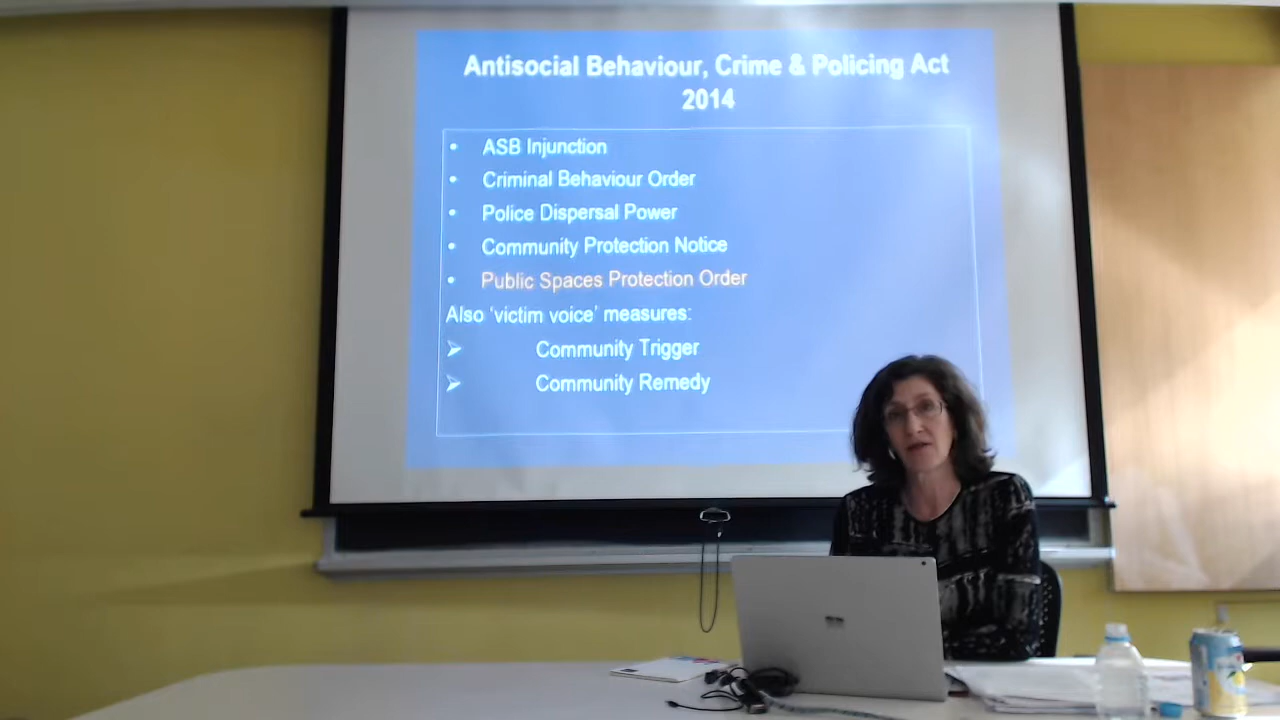 Antisocial Behaviour, Crime & Policing Act
2014
• ASB Injunction
• Criminal Behaviour Order
• Police Dispersal Power
• Community Protection Notice
• Public Spaces Protection Order
Also ‘victim voice’ measures:
➢ Community Trigger
➢ Community Remedy